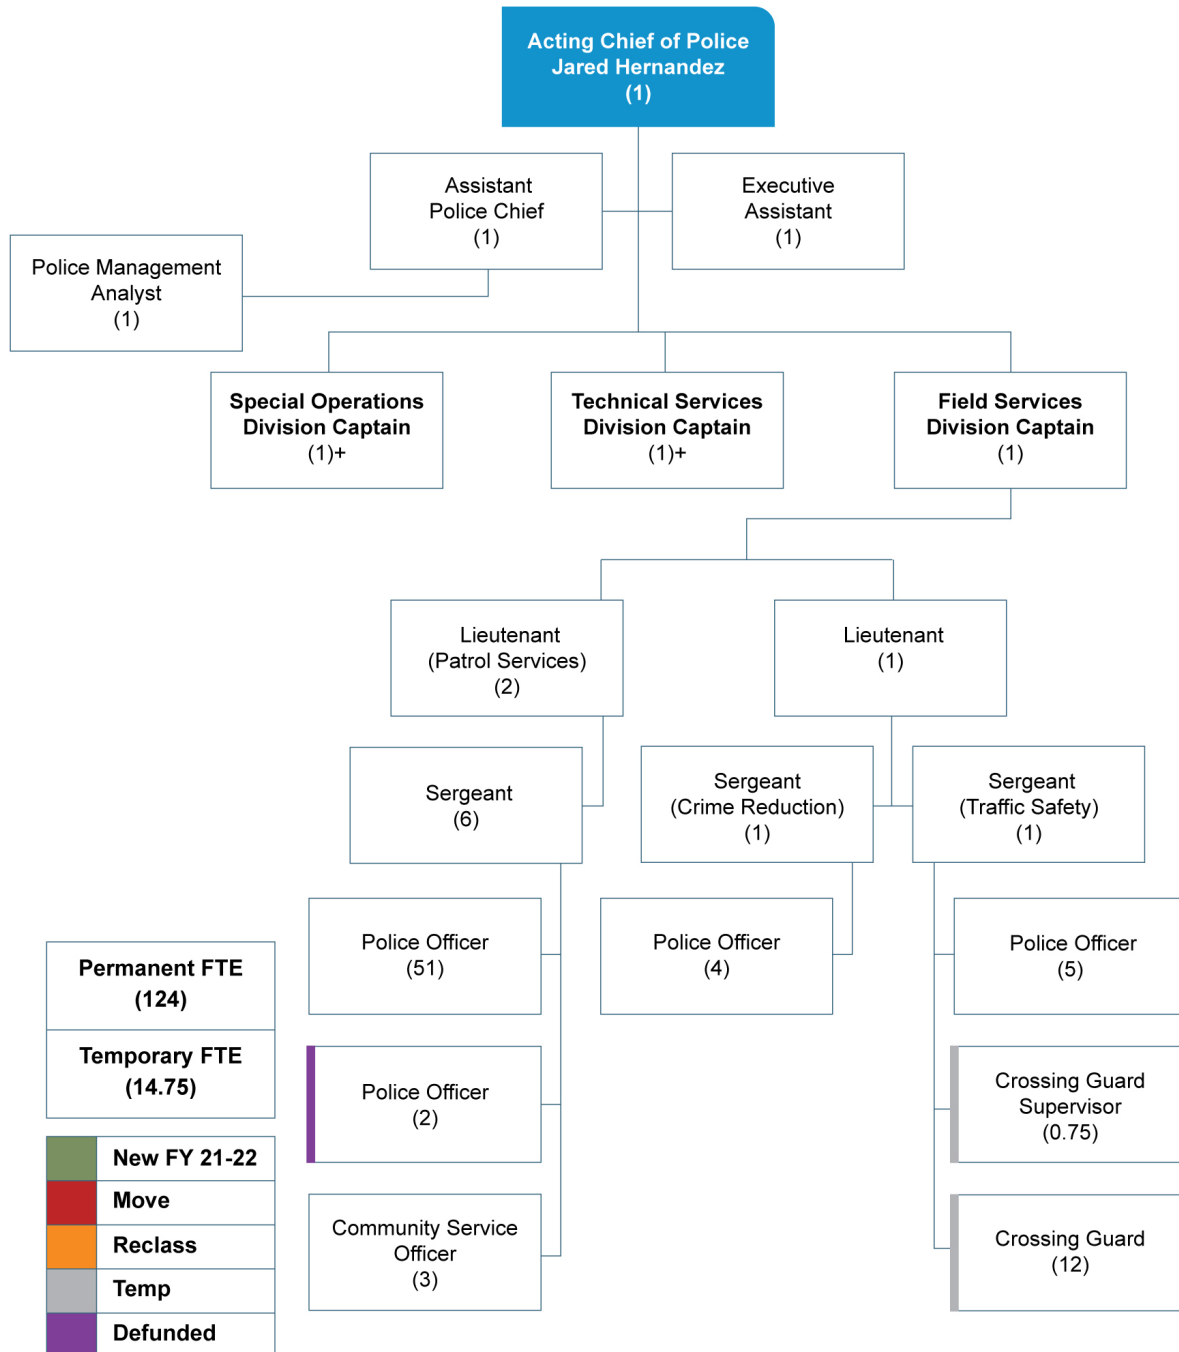 Acting Chief of Police
Jared Hernandez
(1)
Assistant
Police Chief
(1)
Executive
Assistant
(1)
Police Management
Analyst
(1)
Special Operations
Division Captain
(1)+
Technical Services
Division Captain
(1)+
Field Services
Division Captain
(1)
Lieutenant
(Patrol Services)
(2)
Lieutenant
(1)
Sergeant
(6)
Sergeant
(Crime Reduction)
(1)
Sergeant
(Traffic Safety)
(1)
Police Officer
(51)
Police Officer
(4)
Police Officer
(5)
Police Officer
(2)
Crossing Guard
Supervisor
(0.75)
Community Service
Officer
(3)
Crossing Guard
(12)
Permanent FTE
(124)
Temporary FTE
(14.75)
New FY 21-22
Move
Reclass
Temp
Defunded